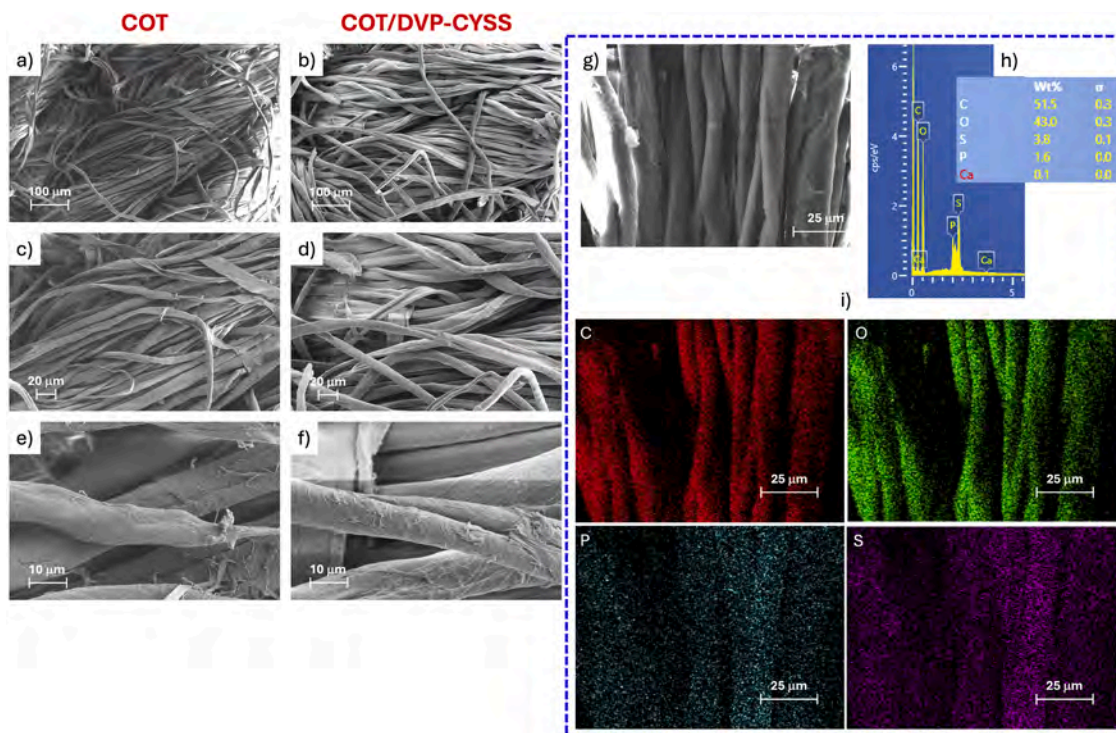 COT
COT/DVP-CYSS
a)
100 µm
b)
100 µm
c)
20 µm
d)
20 µm
e)
10 µm
f)
10 µm
g)
25 µm
h)
Wt% σ
C 51.5 0.3
O 43.0 0.3
S 3.8 0.1
P 1.6 0.0
Ca 0.1 0.0
cps/eV
6
4
2
0
C
O
S
P
Ca
Ca
0
5
i)
C
25 µm
O
25 µm
P
25 µm
S
25 µm